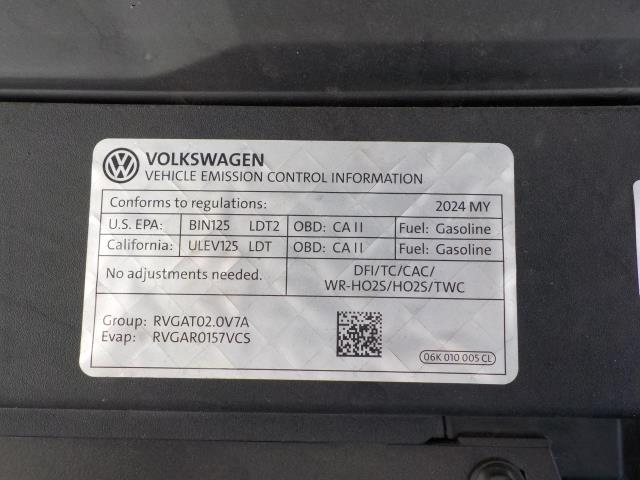 VOLKSWAGEN
VEHICLE EMISSION CONTROL INFORMATION
Conforms to regulations: 2024 MY
U.S. EPA: BIN125 LDT2 OBD: CA II Fuel: Gasoline
California: ULEV125 LDT OBD: CA II Fuel: Gasoline
No adjustments needed. DFI/TC/CAC/
WR-HO2S/HO2S/TWC
Group: RVGAT02.0V7A
Evap: RVGAR0157VCS
06K 010 005 CL